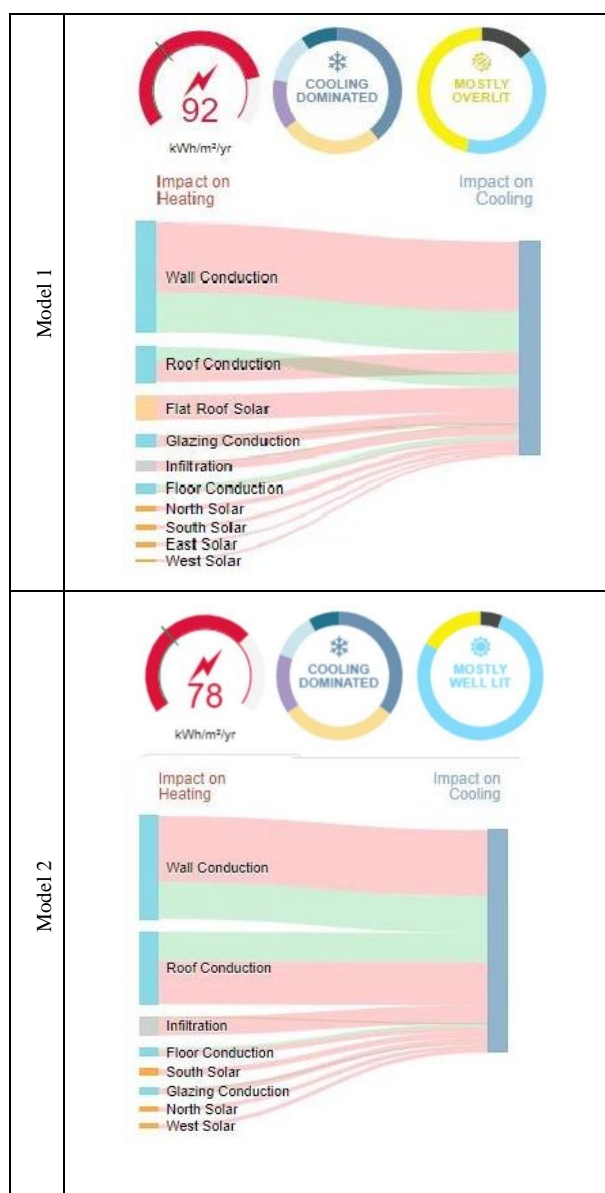 Model 1
92
kWh/m²/yr
COOLING
DOMINATED
MOSTLY
OVERLIT
Impact on
Heating
Impact on
Cooling
Wall Conduction
Roof Conduction
Flat Roof Solar
Glazing Conduction
Infiltration
Floor Conduction
North Solar
South Solar
East Solar
West Solar
Model 2
78
kWh/m²/yr
COOLING
DOMINATED
MOSTLY
WELL LIT
Impact on
Heating
Impact on
Cooling
Wall Conduction
Roof Conduction
Infiltration
Floor Conduction
South Solar
Glazing Conduction
North Solar
West Solar